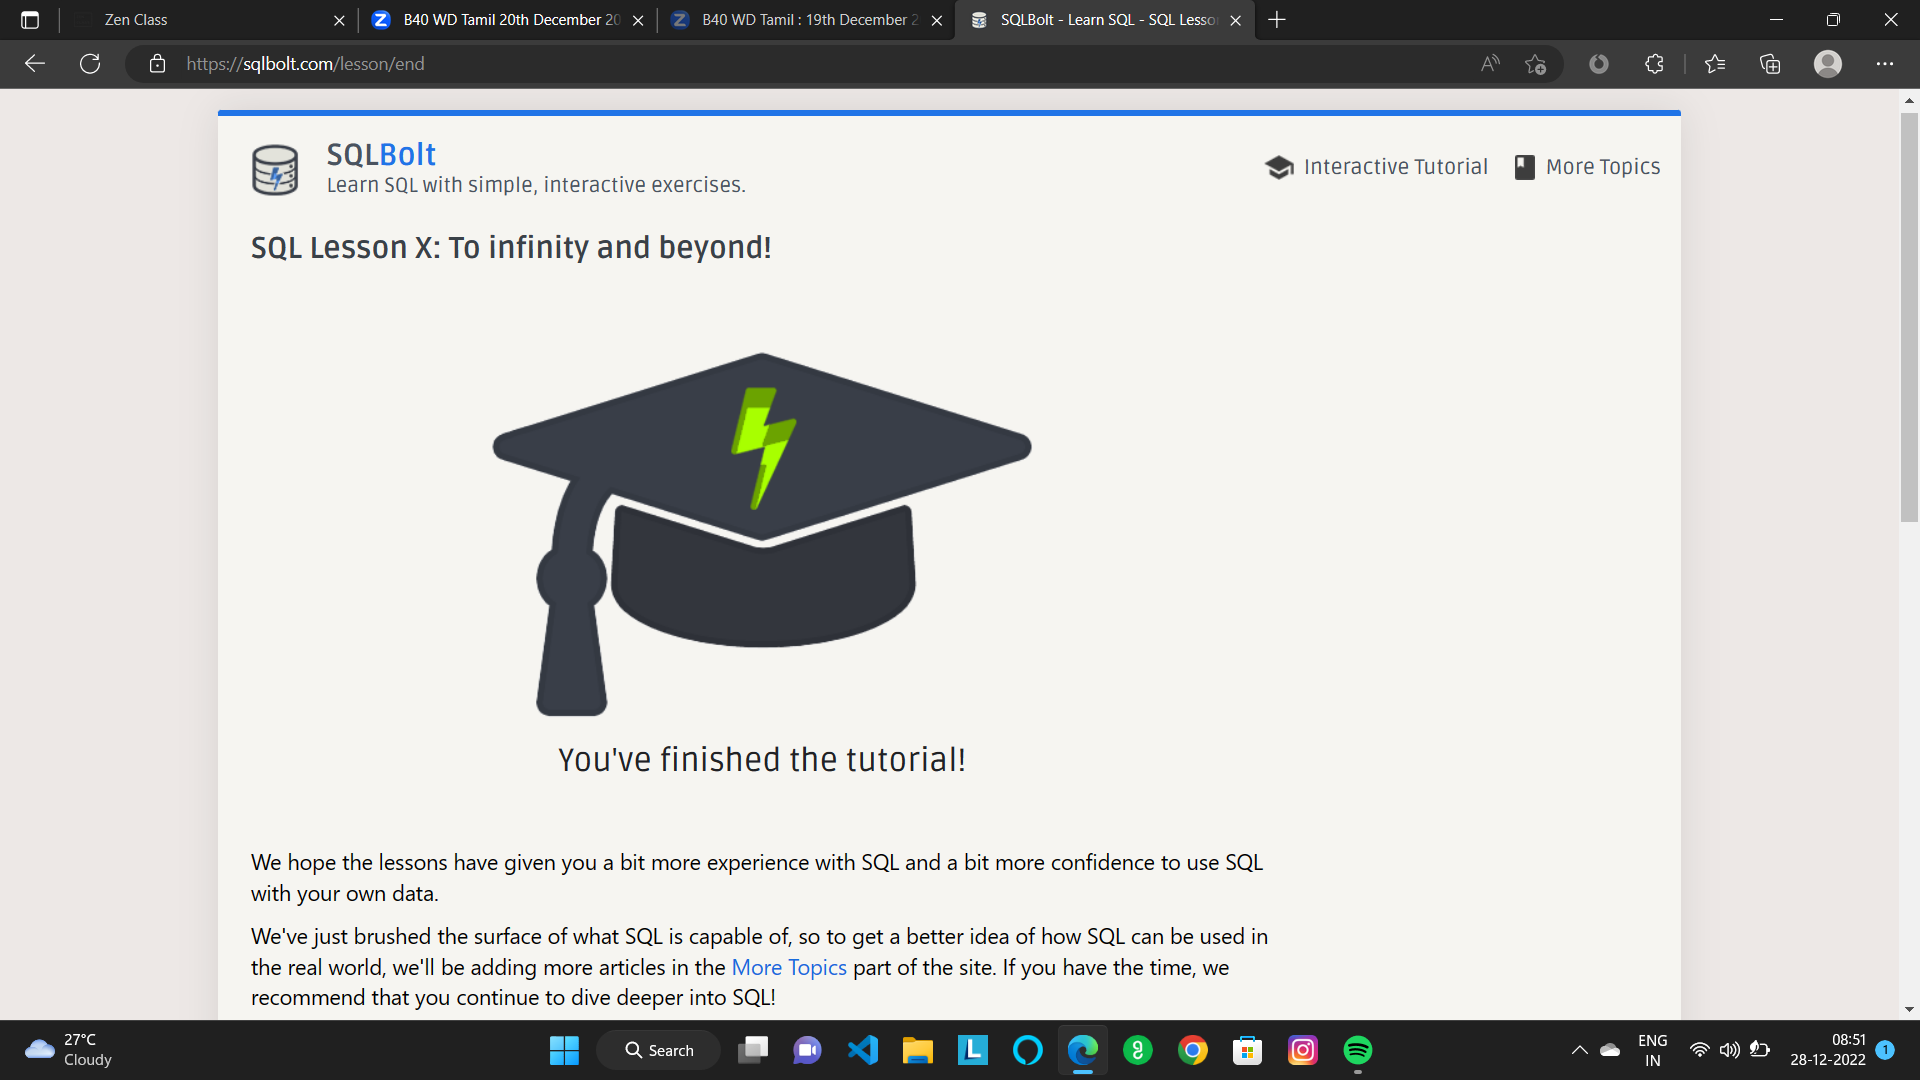 Zen Class
B40 WD Tamil 20th December 20
B40 WD Tamil : 19th December 2
SQLBolt - Learn SQL - SQL Lesso
https://sqlbolt.com/lesson/end
SQLBolt
Learn SQL with simple, interactive exercises.
Interactive Tutorial
More Topics
SQL Lesson X: To infinity and beyond!
You've finished the tutorial!
We hope the lessons have given you a bit more experience with SQL and a bit more confidence to use SQL
with your own data.
We've just brushed the surface of what SQL is capable of, so to get a better idea of how SQL can be used in
the real world, we'll be adding more articles in the More Topics part of the site. If you have the time, we
recommend that you continue to dive deeper into SQL!
27°C
Cloudy
Search
ENG
IN
08:51
28-12-2022
1